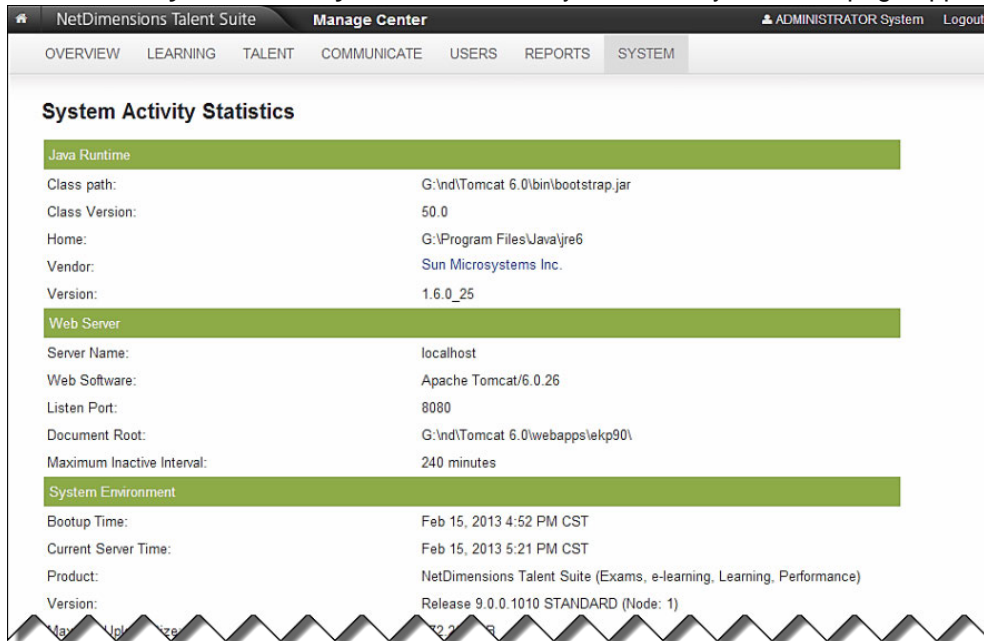 NetDimensions Talent Suite Manage Center ADMINISTRATOR System Logout
OVERVIEW LEARNING TALENT COMMUNICATE USERS REPORTS SYSTEM
System Activity Statistics
Java Runtime
Class path: G:\nd\Tomcat 6.0\bin\bootstrap.jar
Class Version: 50.0
Home: G:\Program Files\Java\jre6
Vendor: Sun Microsystems Inc.
Version: 1.6.0_25
Web Server
Server Name: localhost
Web Software: Apache Tomcat/6.0.26
Listen Port: 8080
Document Root: G:\nd\Tomcat 6.0\webapps\ekp90\
Maximum Inactive Interval: 240 minutes
System Environment
Bootup Time: Feb 15, 2013 4:52 PM CST
Current Server Time: Feb 15, 2013 5:21 PM CST
Product: NetDimensions Talent Suite (Exams, e-learning, Learning, Performance)
Version: Release 9.0.0.1010 STANDARD (Node: 1)